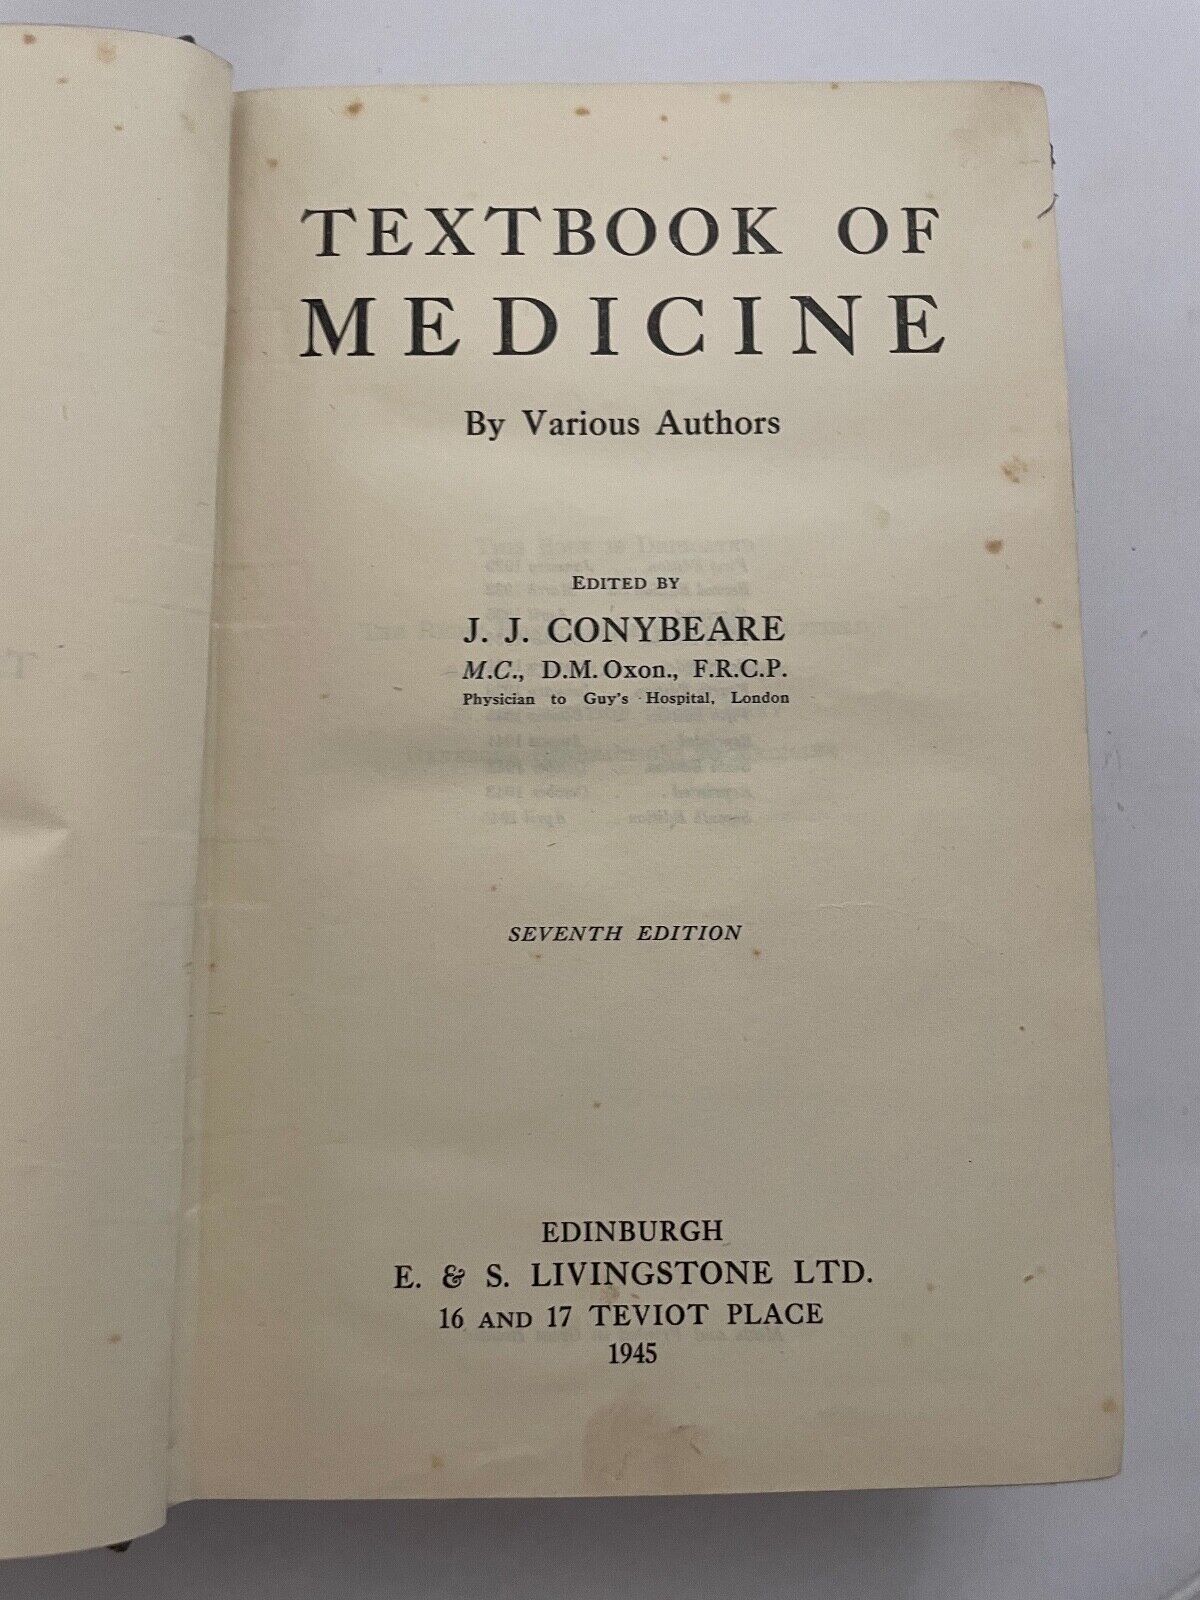 TEXTBOOK OF
MEDICINE
By Various Authors
EDITED BY
J. J. CONYBEARE
M.C., D.M. Oxon., F.R.C.P.
Physician to Guy's Hospital, London
SEVENTH EDITION
EDINBURGH
E. & S. LIVINGSTONE LTD.
16 AND 17 TEVIOT PLACE
1945